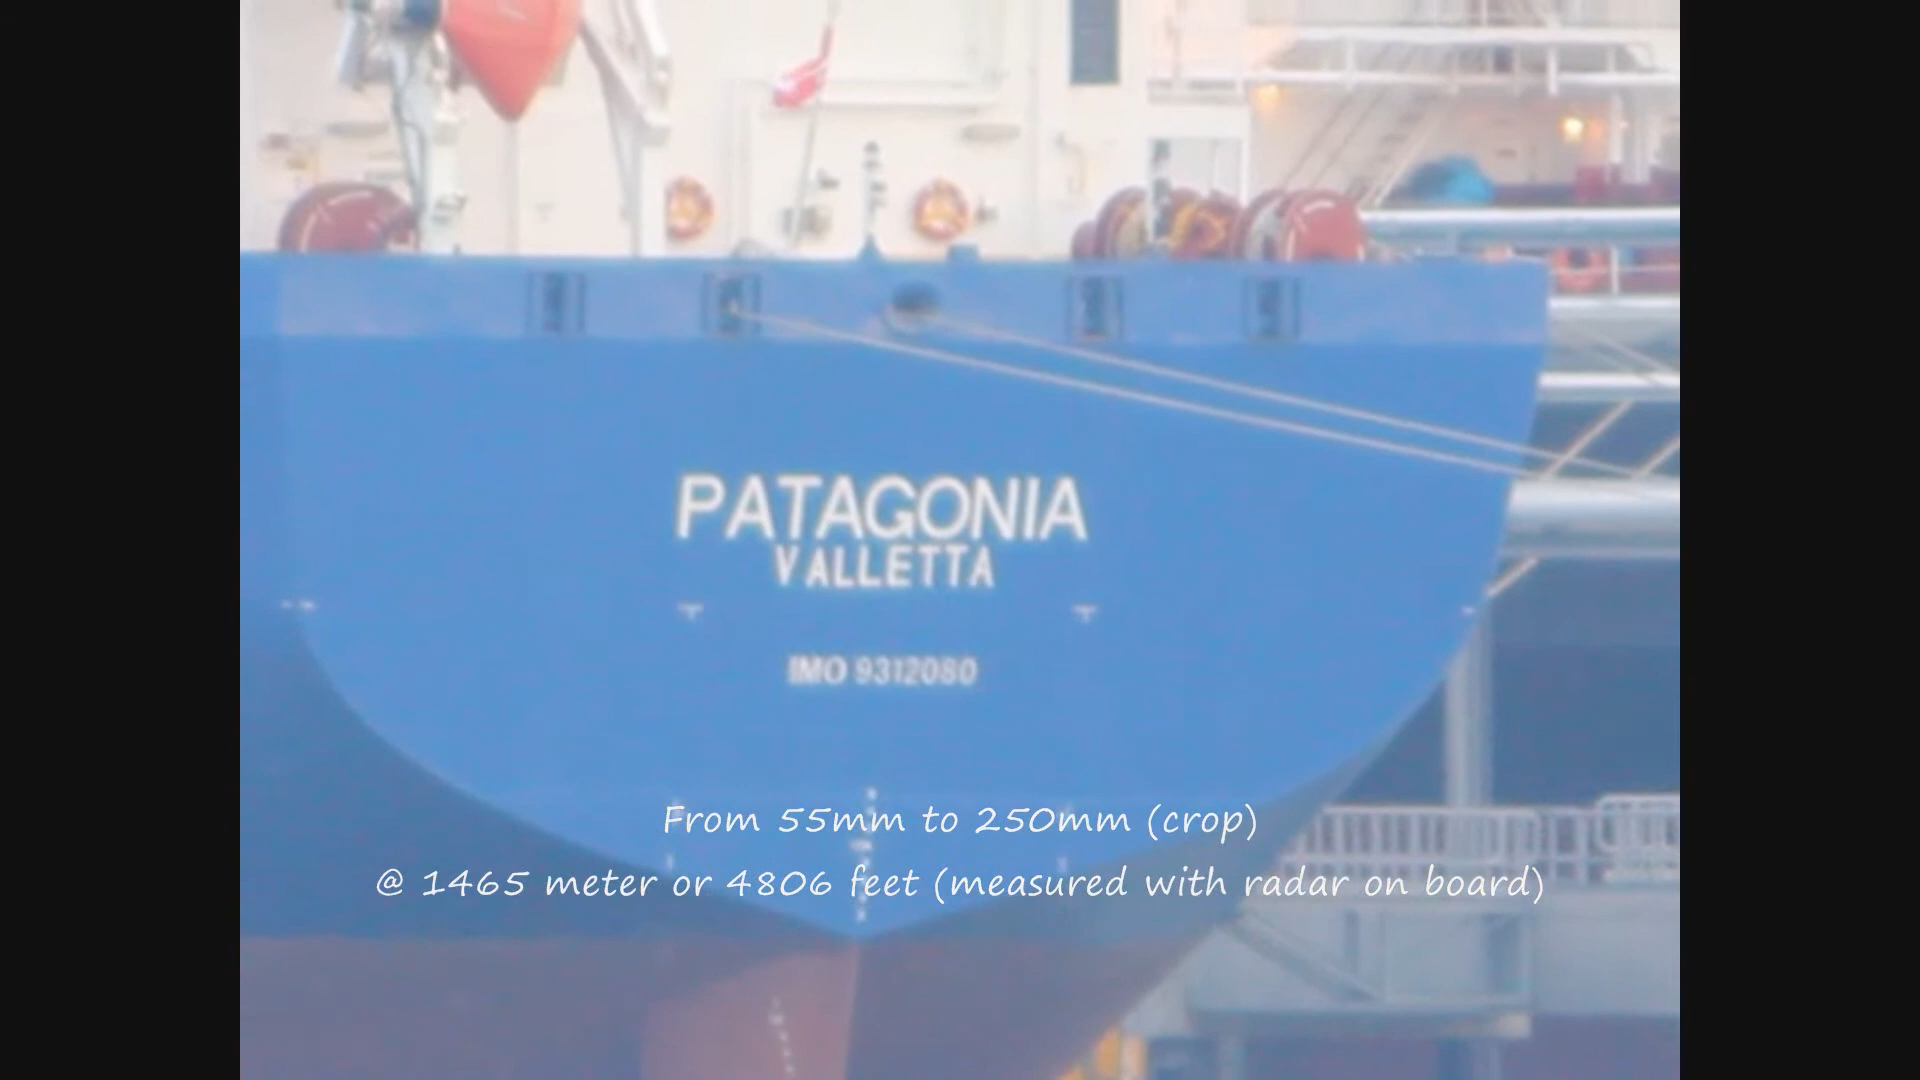 PATAGONIA
VALLETTA
IMO 9312080
From 55mm to 250mm (crop)
@ 1465 meter or 4806 feet (measured with radar on board)